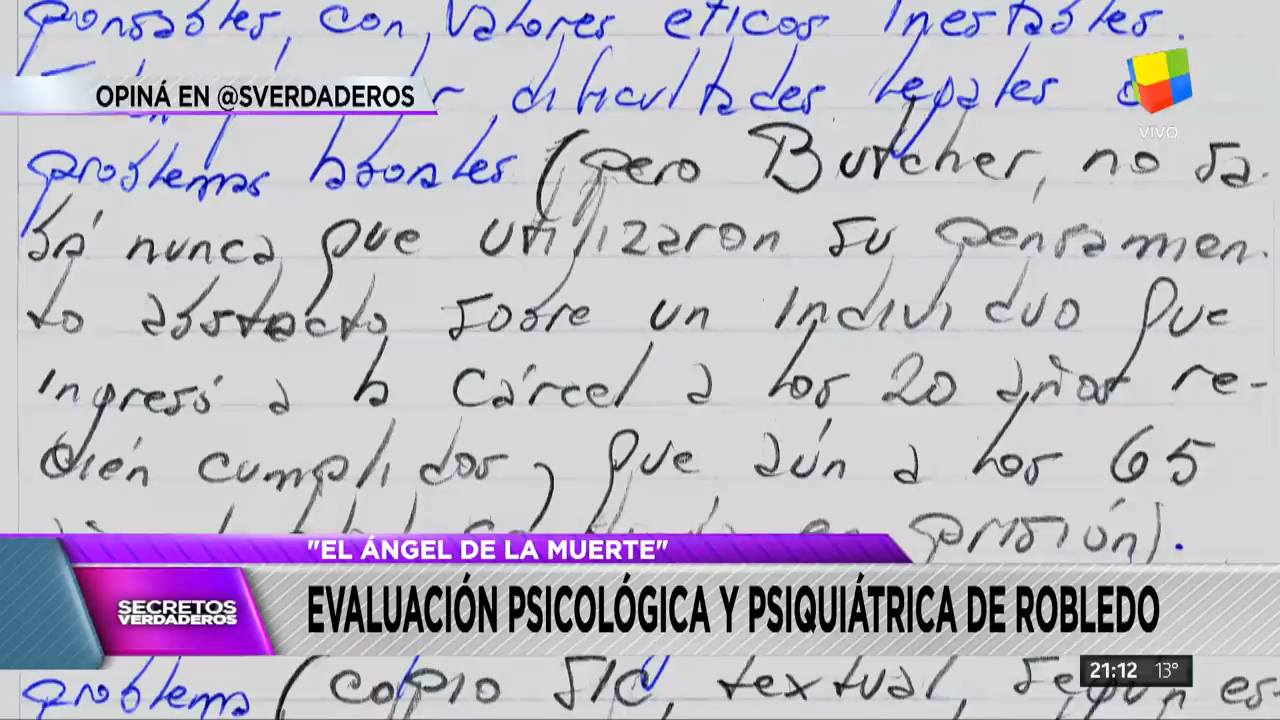 ponsables, con valores eticos inestables.
OPINÁ EN @SVERDADEROS
dificultades legales
VIVO
problemas laborales (pero Butcher, no sa-
brá nunca que utilizaron su pensamien-
to abstracto sobre un individuo que
ingresó a la Cárcel a los 20 años re-
cién cumplidos, que aún a los 65
prisión).
"EL ÁNGEL DE LA MUERTE"
SECRETOS
VERDADEROS
EVALUACIÓN PSICOLÓGICA Y PSIQUIÁTRICA DE ROBLEDO
21:12 13°
problema (copio SIC, textual, según es-